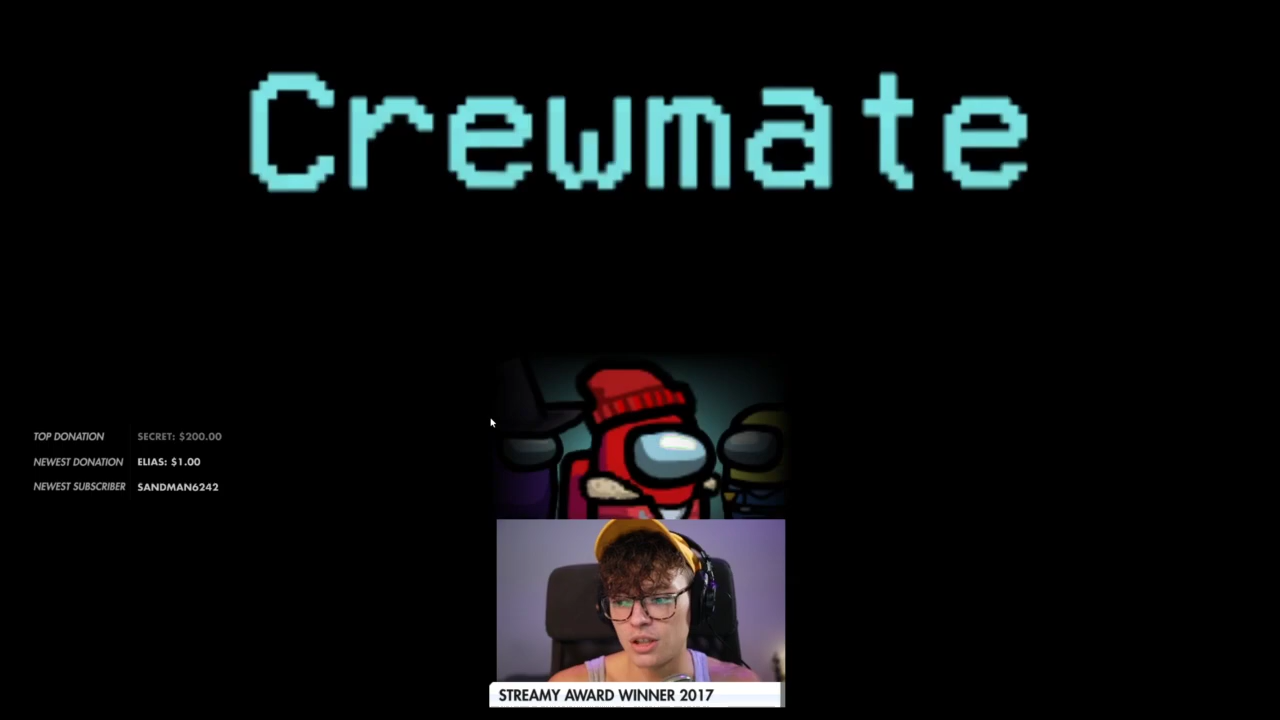 Crewmate
TOP DONATION SECRET: $200.00
NEWEST DONATION ELIAS: $1.00
NEWEST SUBSCRIBER SANDMAN6242
STREAMY AWARD WINNER 2017